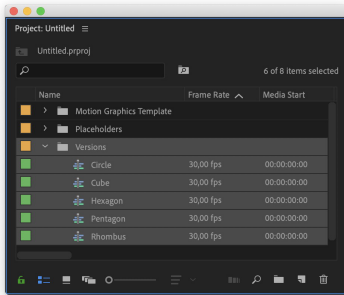 Project: Untitled
Untitled.prproj
6 of 8 items selected
Name Frame Rate Media Start
Motion Graphics Template
Placeholders
Versions
Circle 30,00 fps 00:00:00:00
Cube 30,00 fps 00:00:00:00
Hexagon 30,00 fps 00:00:00:00
Pentagon 30,00 fps 00:00:00:00
Rhombus 30,00 fps 00:00:00:00